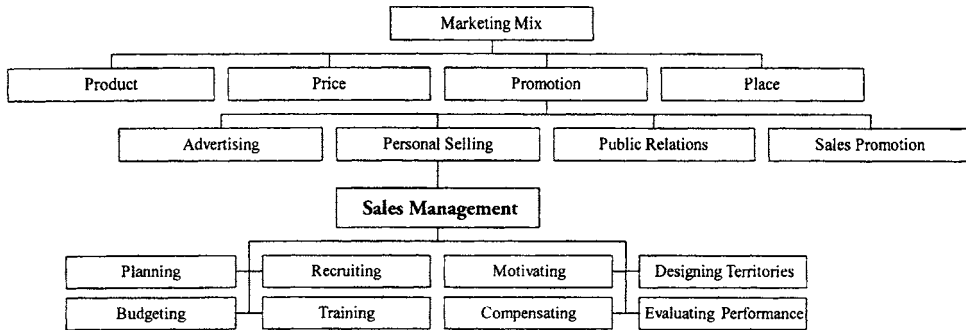 Marketing Mix
Product Price Promotion Place
Advertising Personal Selling Public Relations Sales Promotion
Sales Management
Planning Recruiting Motivating Designing Territories
Budgeting Training Compensating Evaluating Performance